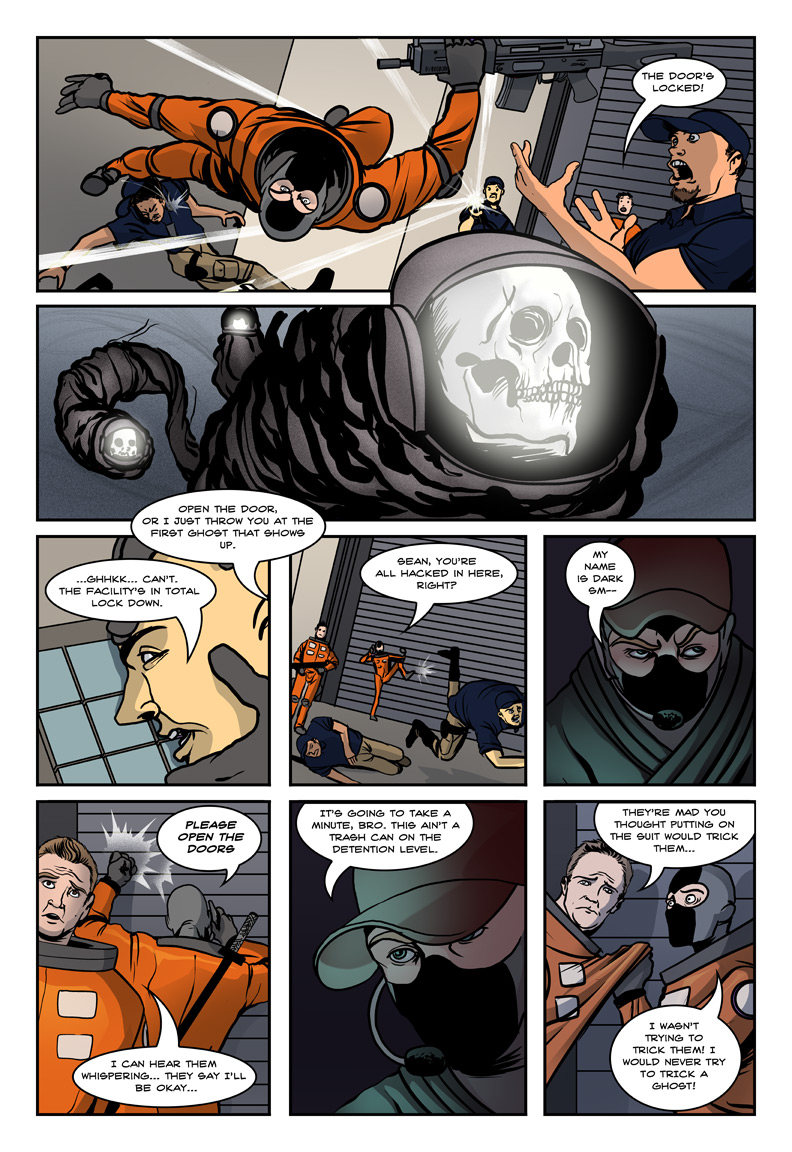 THE DOOR'S
LOCKED!
OPEN THE DOOR,
OR I JUST THROW YOU AT THE
FIRST GHOST THAT SHOWS
UP.
...GHHKK... CAN'T.
THE FACILITY'S IN TOTAL
LOCK DOWN.
SEAN, YOU'RE
ALL HACKED IN HERE,
RIGHT?
MY
NAME
IS DARK
SM--
PLEASE
OPEN THE
DOORS
I CAN HEAR THEM
WHISPERING... THEY SAY I'LL
BE OKAY...
IT'S GOING TO TAKE A
MINUTE, BRO. THIS AIN'T A
TRASH CAN ON THE
DETENTION LEVEL.
THEY'RE MAD YOU
THOUGHT PUTTING ON
THE SUIT WOULD TRICK
THEM...
I WASN'T
TRYING TO
TRICK THEM! I
WOULD NEVER TRY
TO TRICK A
GHOST!